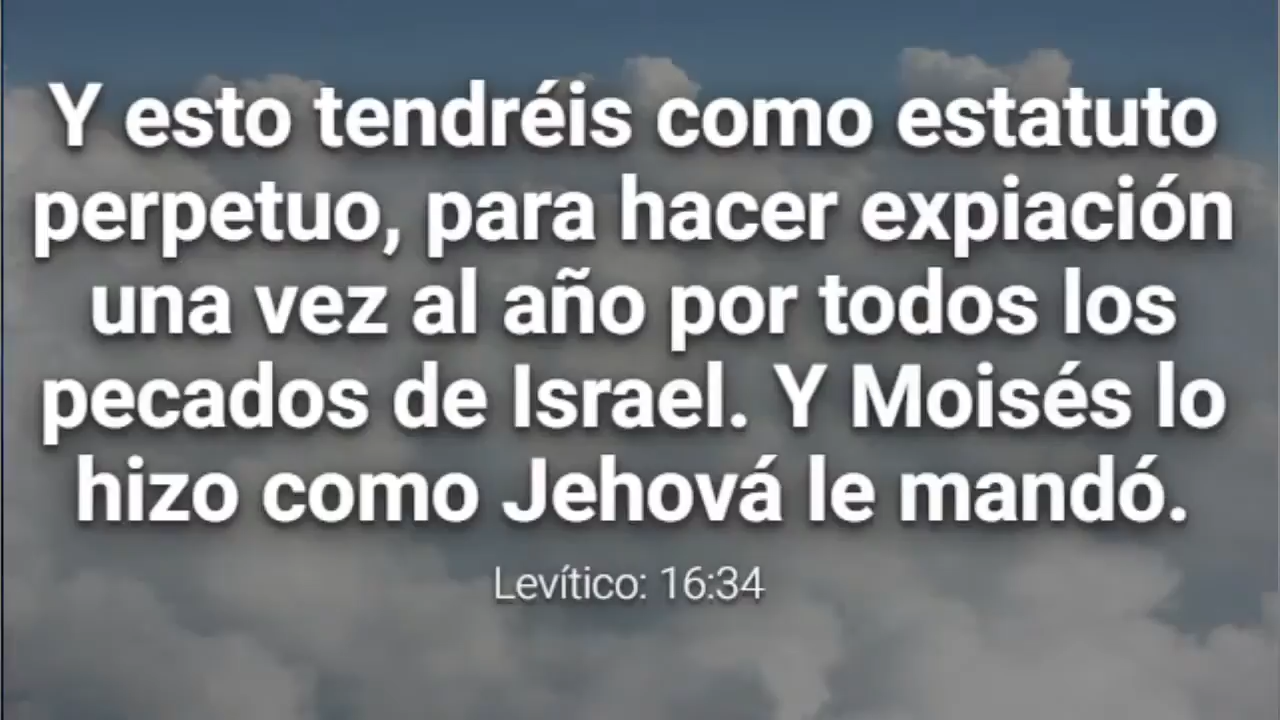 Y esto tendréis como estatuto
perpetuo, para hacer expiación
una vez al año por todos los
pecados de Israel. Y Moisés lo
hizo como Jehová le mandó.
Levítico: 16:34